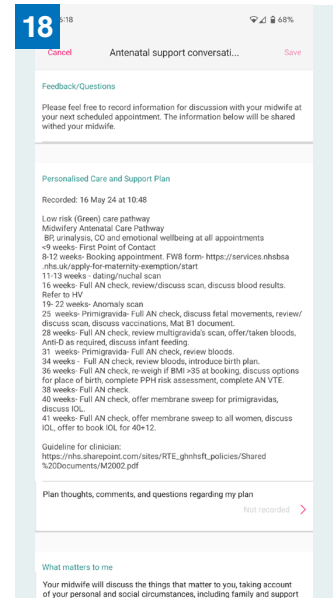 18
6:18
68%
Cancel
Antenatal support conversati...
Save
Feedback/Questions
Please feel free to record information for discussion with your midwife at
your next scheduled appointment. The information below will be shared
withed your midwife.
Personalised Care and Support Plan
Recorded: 16 May 24 at 10:48
Low risk (Green) care pathway
Midwifery Antenatal Care Pathway
BP, urinalysis, CO and emotional wellbeing at all appointments
<9 weeks- First Point of Contact
8-12 weeks- Booking appointment. FW8 form- https://services.nhsbsa
.nhs.uk/apply-for-maternity-exemption/start
11-13 weeks - dating/nuchal scan
16 weeks- Full AN check, review/discuss scan, discuss blood results.
Refer to HV
19- 22 weeks- Anomaly scan
25 weeks- Primigravida- Full AN check, discuss fetal movements, review/
discuss scan, discuss vaccinations, Mat B1 document.
28 weeks- Full AN check, review multigravida's scan, offer/taken bloods,
Anti-D as required, discuss infant feeding.
31 weeks- Primigravida- Full AN check, review bloods.
34 weeks - Full AN check, review bloods, introduce birth plan.
36 weeks- Full AN check, re-weigh if BMI >35 at booking, discuss options
for place of birth, complete PPH risk assessment, complete AN VTE.
38 weeks- Full AN check.
40 weeks- Full AN check, offer membrane sweep for primigravidas,
discuss IOL.
41 weeks- Full AN check, offer membrane sweep to all women, discuss
IOL, offer to book IOL for 40+12.
Guideline for clinician:
https://nhs.sharepoint.com/sites/RTE_ghnhsft_policies/Shared
%20Documents/M2002.pdf
Plan thoughts, comments, and questions regarding my plan
Not recorded
What matters to me
Your midwife will discuss the things that matter to you, taking account
of your personal and social circumstances, including family and support